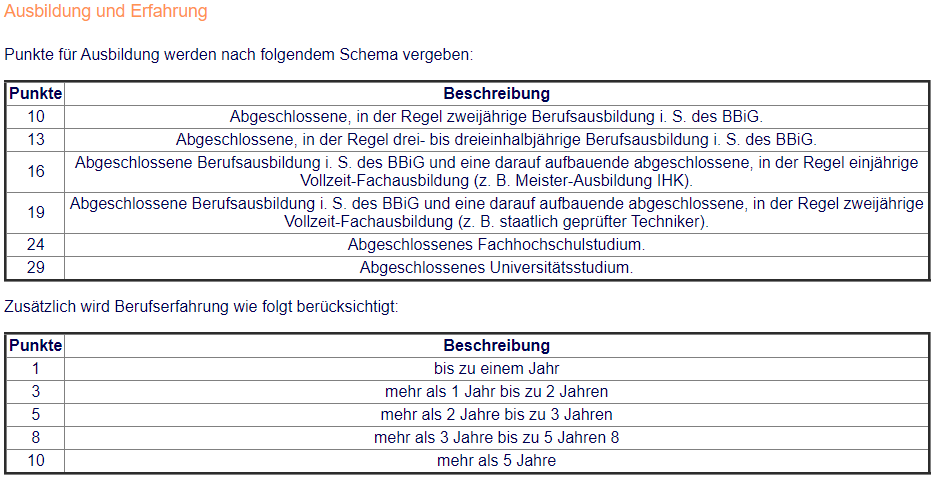 Ausbildung und Erfahrung
Punkte für Ausbildung werden nach folgendem Schema vergeben:
Punkte Beschreibung
10 Abgeschlossene, in der Regel zweijährige Berufsausbildung i. S. des BBiG.
13 Abgeschlossene, in der Regel drei- bis dreieinhalbjährige Berufsausbildung i. S. des BBiG.
16 Abgeschlossene Berufsausbildung i. S. des BBiG und eine darauf aufbauende abgeschlossene, in der Regel einjährige
Vollzeit-Fachausbildung (z. B. Meister-Ausbildung IHK).
19 Abgeschlossene Berufsausbildung i. S. des BBiG und eine darauf aufbauende abgeschlossene, in der Regel zweijährige
Vollzeit-Fachausbildung (z. B. staatlich geprüfter Techniker).
24 Abgeschlossenes Fachhochschulstudium.
29 Abgeschlossenes Universitätsstudium.
Zusätzlich wird Berufserfahrung wie folgt berücksichtigt:
Punkte Beschreibung
1 bis zu einem Jahr
3 mehr als 1 Jahr bis zu 2 Jahren
5 mehr als 2 Jahre bis zu 3 Jahren
8 mehr als 3 Jahre bis zu 5 Jahren 8
10 mehr als 5 Jahre